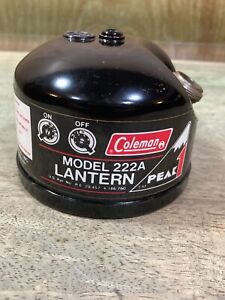 ON OFF
Coleman
MODEL 222A
LANTERN
PEAK 1